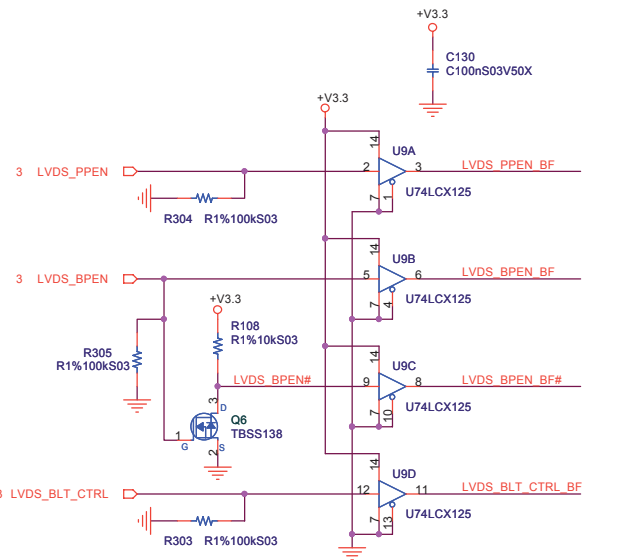 +V3.3
C130
C100nS03V50X
+V3.3
14
U9A
3 LVDS_PPEN
2
3
LVDS_PPEN_BF
7
1
U74LCX125
R304 R1%100kS03
14
U9B
3 LVDS_BPEN
5
6
LVDS_BPEN_BF
7
4
U74LCX125
+V3.3
R108
R1%10kS03
R305
R1%100kS03
14
U9C
LVDS_BPEN#
9
8
LVDS_BPEN_BF#
3
D
7
10
U74LCX125
Q6
TBSS138
1
G
S
2
14
U9D
3 LVDS_BLT_CTRL
12
11
LVDS_BLT_CTRL_BF
7
13
U74LCX125
R303 R1%100kS03